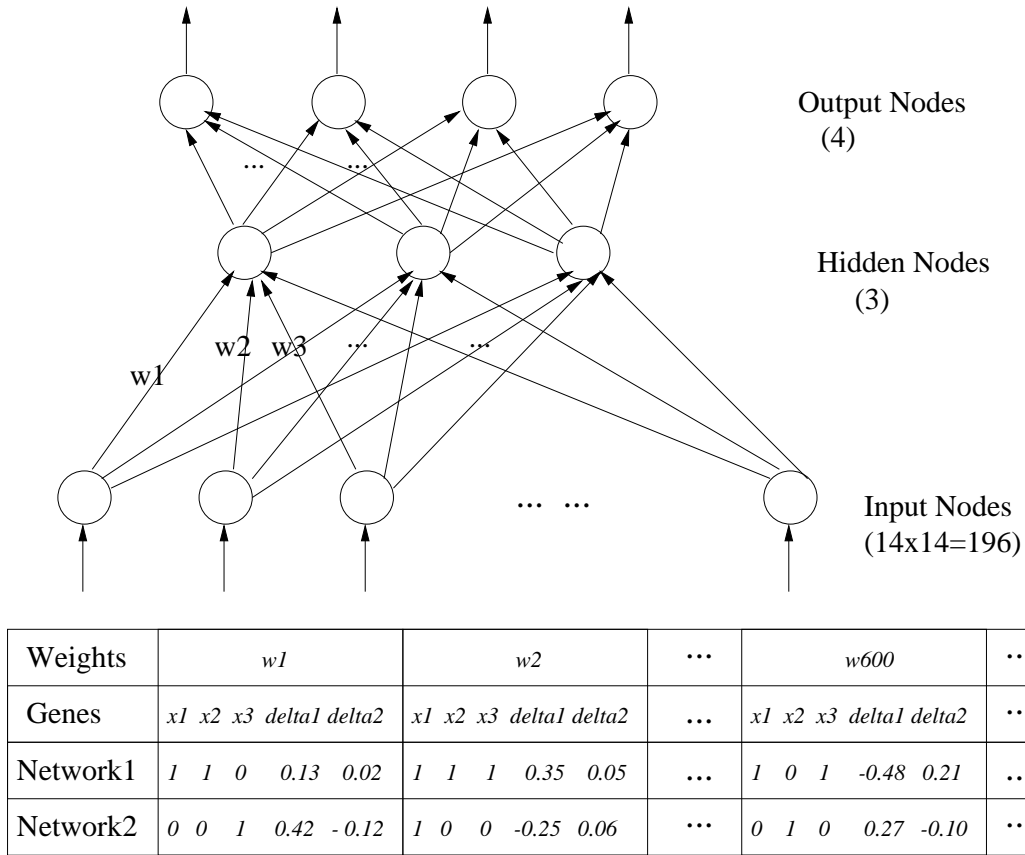 Output Nodes
(4)
... ...
Hidden Nodes
(3)
w1 w2 w3 ... ...
... ...
Input Nodes
(14x14=196)
Weights w1 w2 ... w600 ...
Genes x1 x2 x3 delta1 delta2 x1 x2 x3 delta1 delta2 ... x1 x2 x3 delta1 delta2 ...
Network1 1 1 0 0.13 0.02 1 1 1 0.35 0.05 ... 1 0 1 -0.48 0.21 ...
Network2 0 0 1 0.42 - 0.12 1 0 0 -0.25 0.06 ... 0 1 0 0.27 -0.10 ...